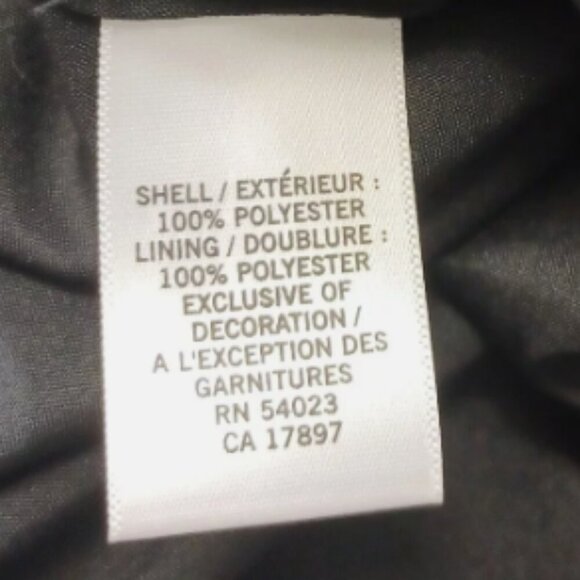 SHELL / EXTÉRIEUR :
100% POLYESTER
LINING / DOUBLURE :
100% POLYESTER
EXCLUSIVE OF
DECORATION /
A L'EXCEPTION DES
GARNITURES
RN 54023
CA 17897